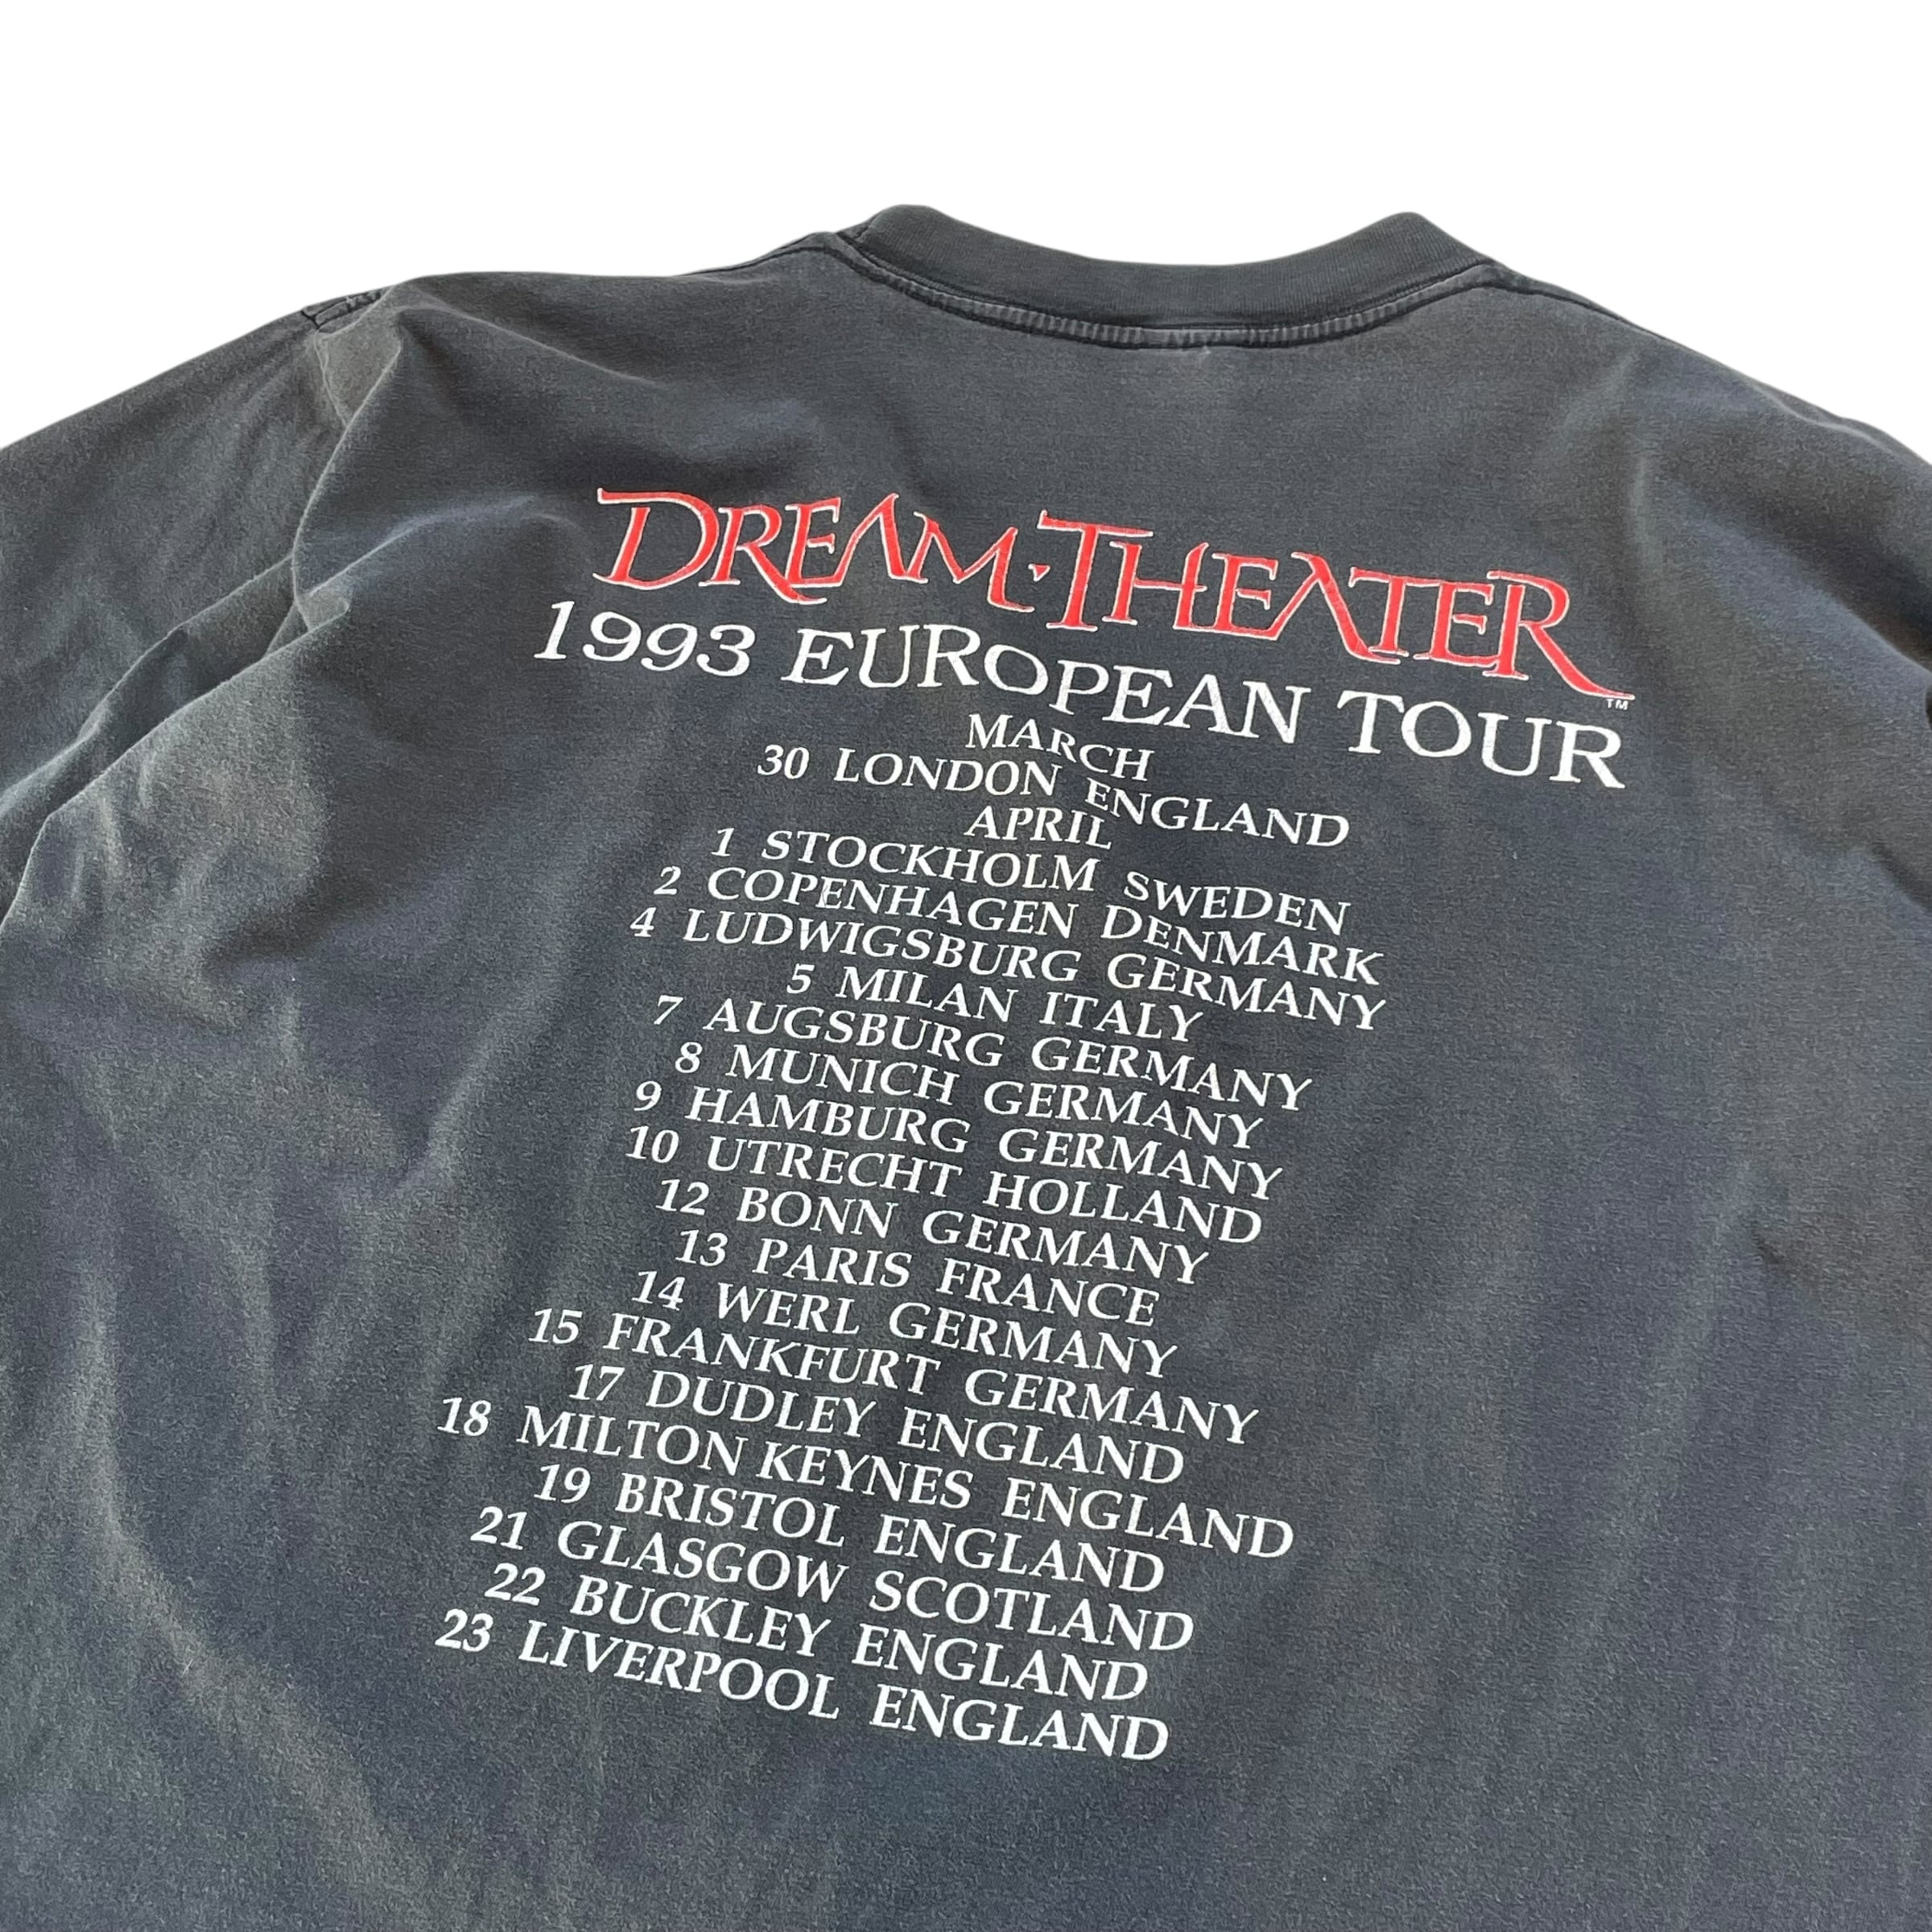 DREAM·THEATER
TM
1993 EUROPEAN TOUR
MARCH
30 LONDON ENGLAND
APRIL
1 STOCKHOLM SWEDEN
2 COPENHAGEN DENMARK
4 LUDWIGSBURG GERMANY
5 MILAN ITALY
7 AUGSBURG GERMANY
8 MUNICH GERMANY
9 HAMBURG GERMANY
10 UTRECHT HOLLAND
12 BONN GERMANY
13 PARIS FRANCE
14 WERL GERMANY
15 FRANKFURT GERMANY
17 DUDLEY ENGLAND
18 MILTON KEYNES ENGLAND
19 BRISTOL ENGLAND
21 GLASGOW SCOTLAND
22 BUCKLEY ENGLAND
23 LIVERPOOL ENGLAND